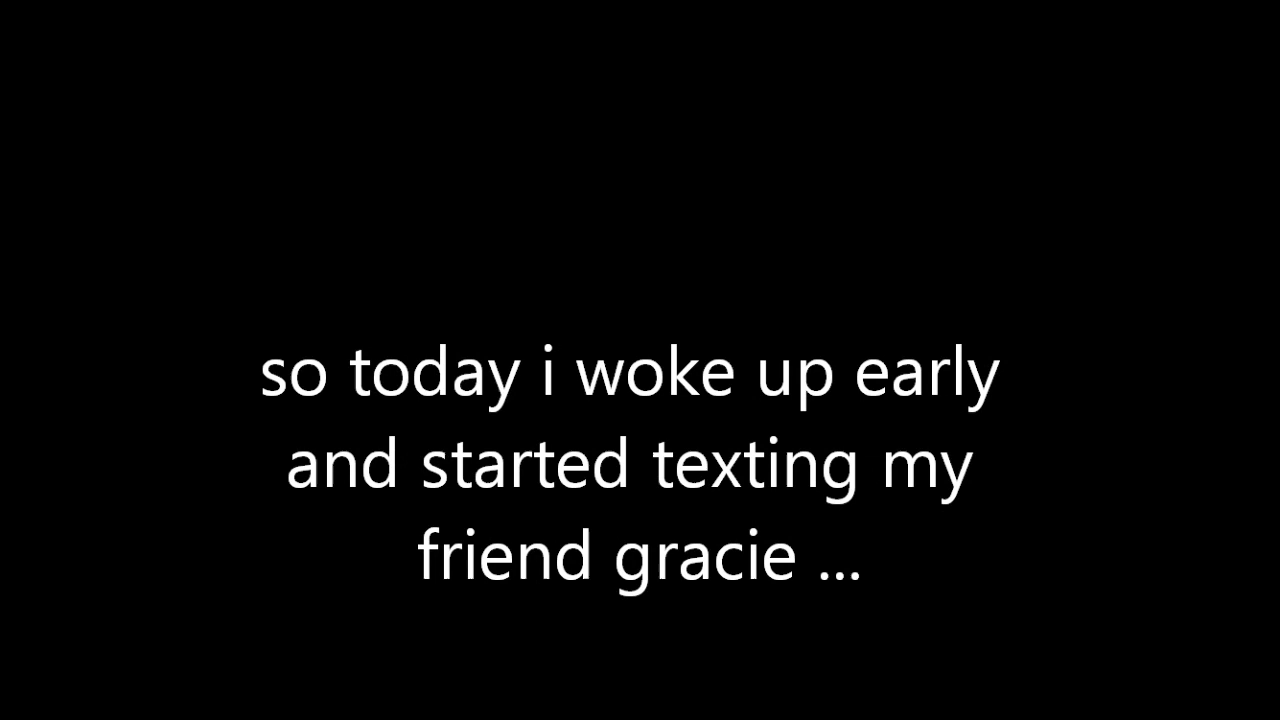 so today i woke up early
and started texting my
friend gracie ...